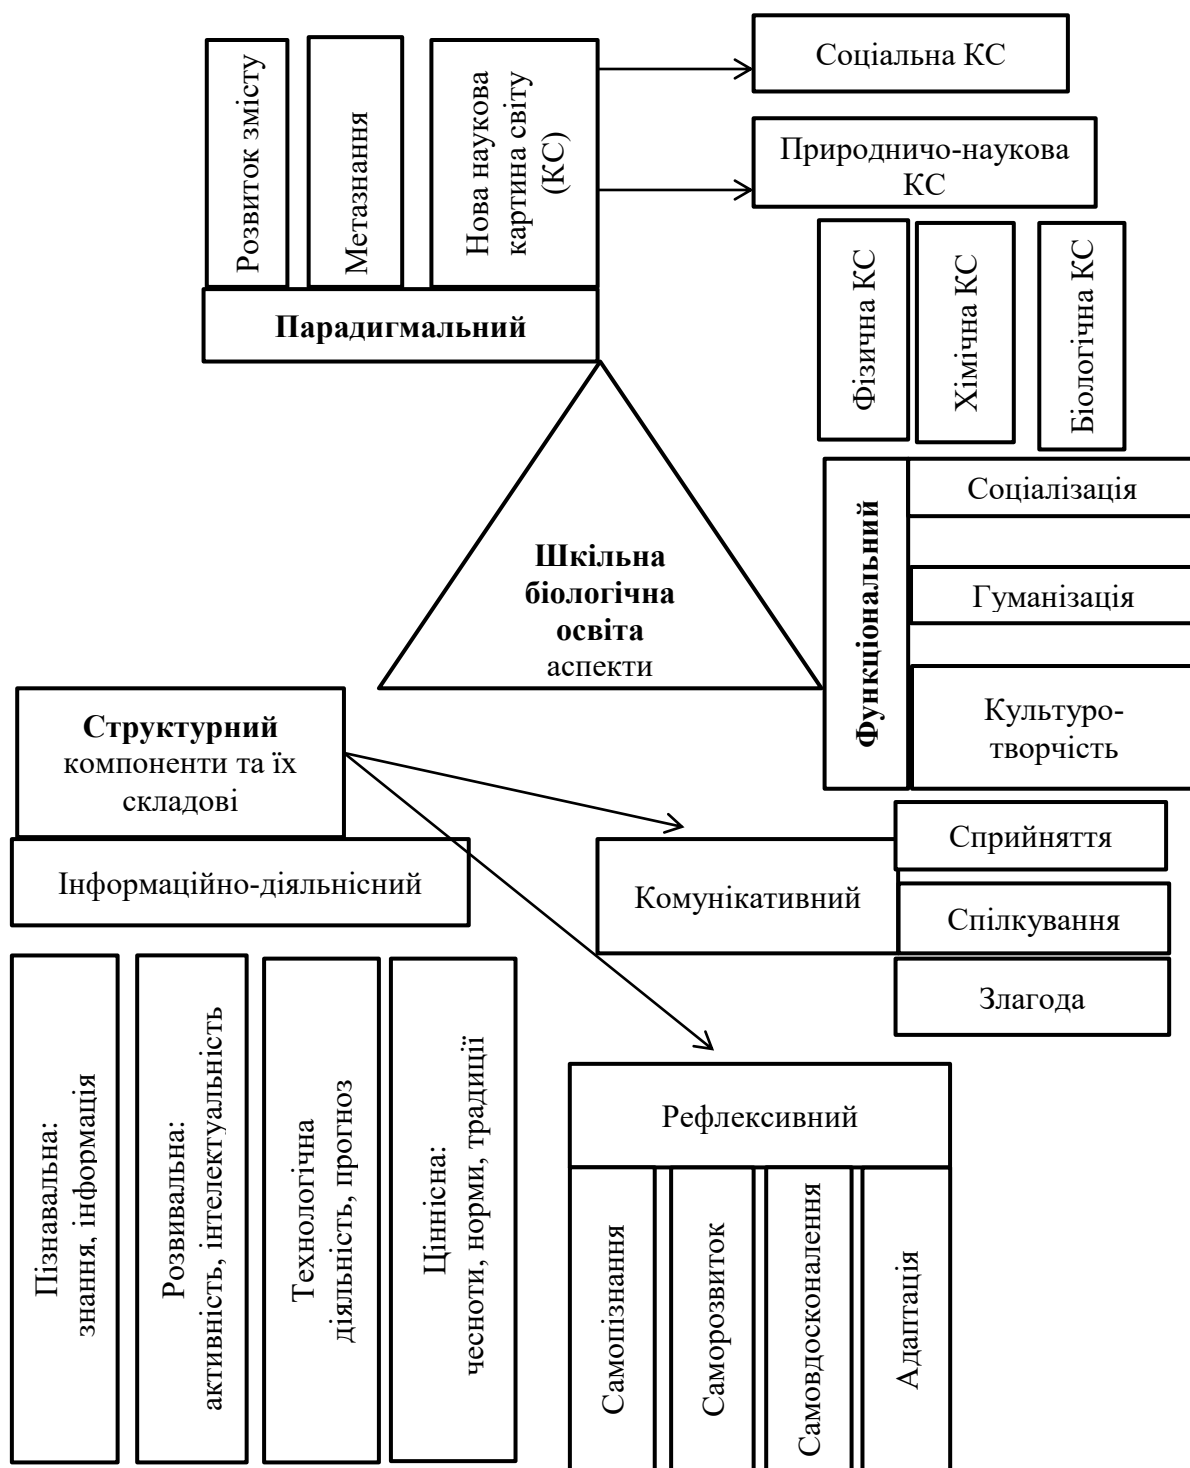 Розвиток змісту
Метазнання
Нова наукова
картина світу
(КС)
Соціальна КС
Природничо-наукова
КС
Парадигмальний
Фізична КС
Хімічна КС
Біологічна КС
Шкільна
біологічна
освіта
аспекти
Функціональний
Соціалізація
Гуманізація
Культуро-
творчість
Структурний
компоненти та їх
складові
Інформаційно-діяльнісний
Комунікативний
Сприйняття
Спілкування
Злагода
Пізнавальна:
знання, інформація
Розвивальна:
активність, інтелектуальність
Технологічна
діяльність, прогноз
Ціннісна:
чесноти, норми, традиції
Рефлексивний
Самопізнання
Саморозвиток
Самовдосконалення
Адаптація